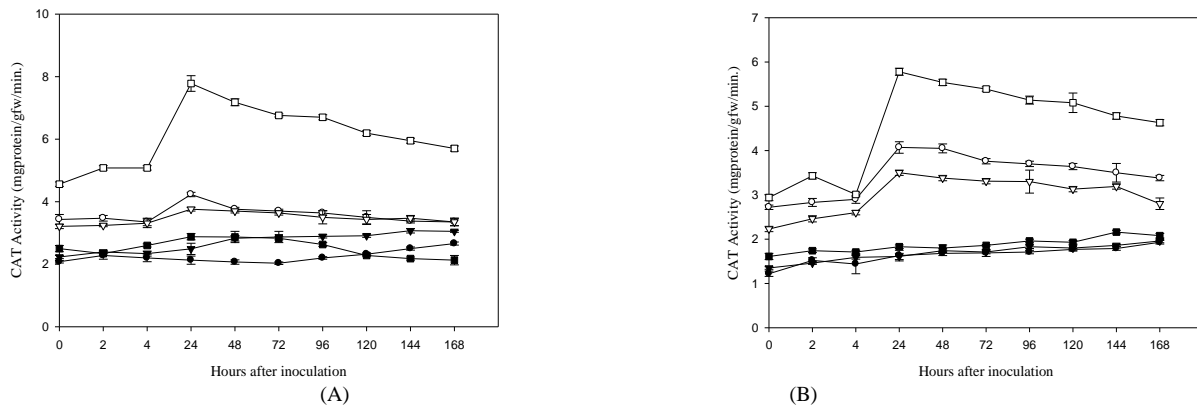 10
8
6
4
2
0
CAT Activity (mgprotein/gfw/min.)
0 2 4 24 48 72 96 120 144 168
Hours after inoculation
(A)
7
6
5
4
3
2
1
0
CAT Activity (mgprotein/gfw/min.)
0 2 4 24 48 72 96 120 144 168
Hours after inoculation
(B)